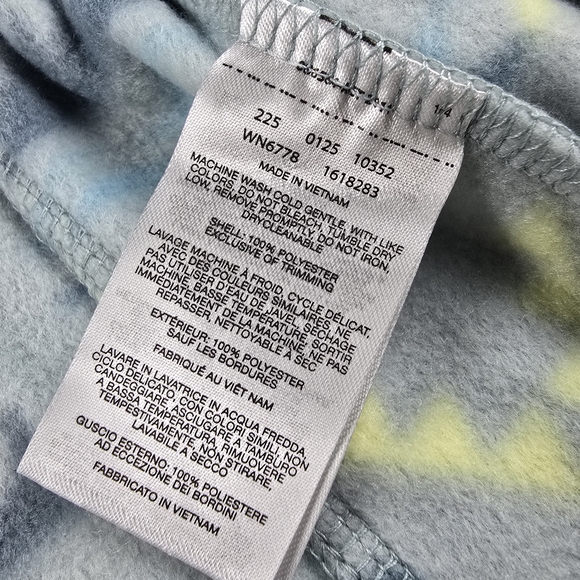 1-4
225 0125 10352
WN6778 1618283
MADE IN VIETNAM
MACHINE WASH COLD GENTLE, WITH LIKE
COLORS, DO NOT BLEACH, TUMBLE DRY
LOW, REMOVE PROMPTLY, DO NOT IRON,
DRYCLEANABLE
SHELL: 100% POLYESTER
EXCLUSIVE OF TRIMMING
LAVAGE MACHINE À FROID, CYCLE DÉLICAT,
AVEC DES COULEURS SIMILAIRES, NE
PAS UTILISER D'EAU DE JAVEL, SÉCHAGE
MACHINE, BASSE TEMPÉRATURE, SORTIR
IMMÉDIATEMENT DE LA MACHINE, NE PAS
REPASSER, NETTOYABLE À SEC
EXTÉRIEUR: 100% POLYESTER
SAUF LES BORDURES
FABRIQUÉ AU VIÊT NAM
LAVARE IN LAVATRICE IN ACQUA FREDDA,
CICLO DELICATO, CON COLORI SIMILI, NON
CANDEGGIARE, ASCIUGARE A TAMBURO
A BASSA TEMPERATURA, RIMUOVERE
TEMPESTIVAMENTE, NON STIRARE,
LAVABILE A SECCO
GUSCIO ESTERNO: 100% POLIESTERE
AD ECCEZIONE DEI BORDINI
FABBRICATO IN VIETNAM